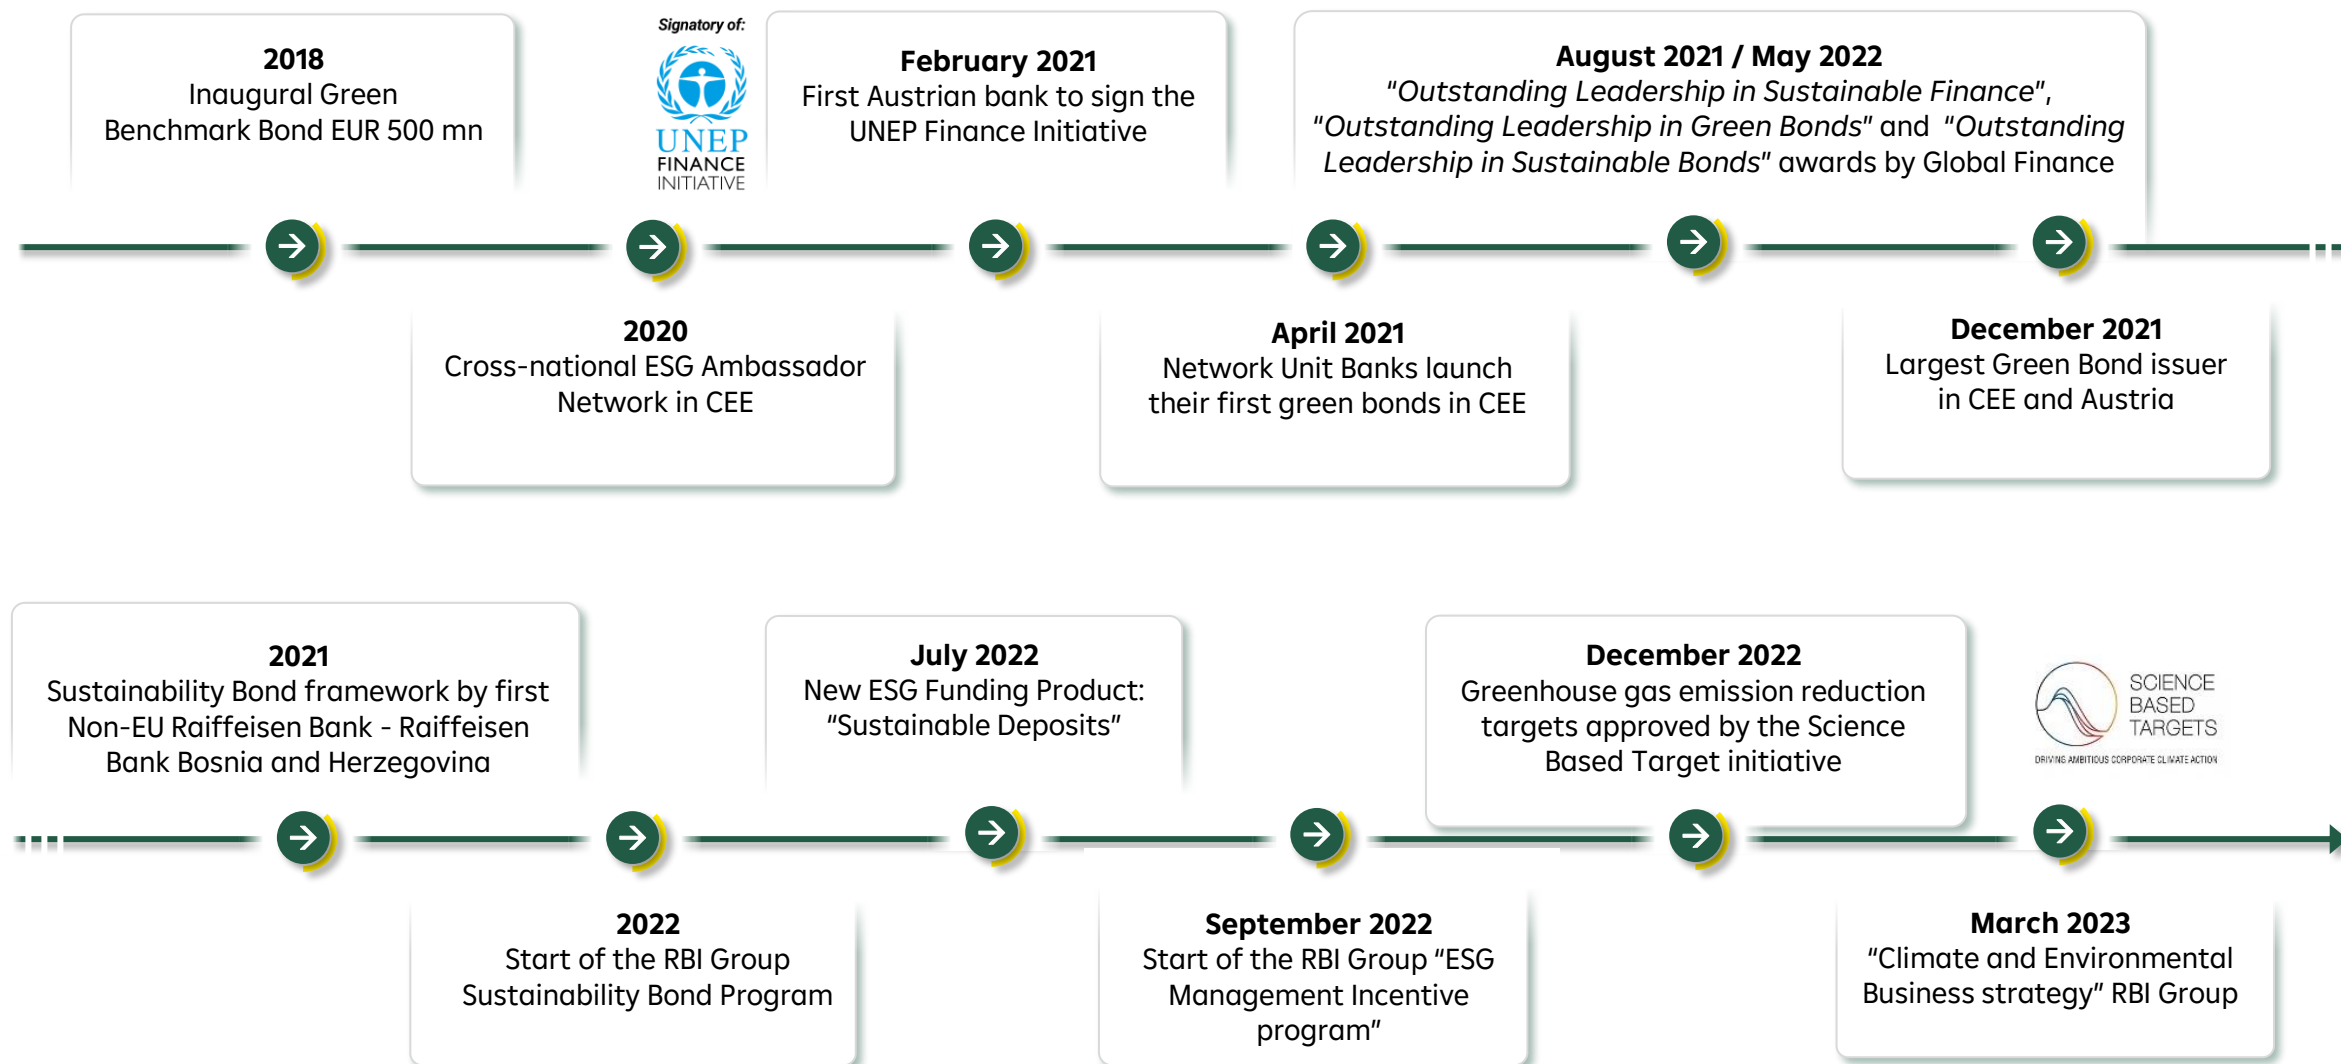 2018
Inaugural Green
Benchmark Bond EUR 500 mn
Signatory of:
UNEP
FINANCE
INITIATIVE
February 2021
First Austrian bank to sign the
UNEP Finance Initiative
August 2021 / May 2022
"Outstanding Leadership in Sustainable Finance",
"Outstanding Leadership in Green Bonds" and "Outstanding
Leadership in Sustainable Bonds" awards by Global Finance
2020
Cross-national ESG Ambassador
Network in CEE
April 2021
Network Unit Banks launch
their first green bonds in CEE
December 2021
Largest Green Bond issuer
in CEE and Austria
2021
Sustainability Bond framework by first
Non-EU Raiffeisen Bank - Raiffeisen
Bank Bosnia and Herzegovina
July 2022
New ESG Funding Product:
"Sustainable Deposits"
December 2022
Greenhouse gas emission reduction
targets approved by the Science
Based Target initiative
SCIENCE
BASED
TARGETS
DRIVING AMBITIOUS CORPORATE CLIMATE ACTION
2022
Start of the RBI Group
Sustainability Bond Program
September 2022
Start of the RBI Group "ESG
Management Incentive
program"
March 2023
"Climate and Environmental
Business strategy" RBI Group